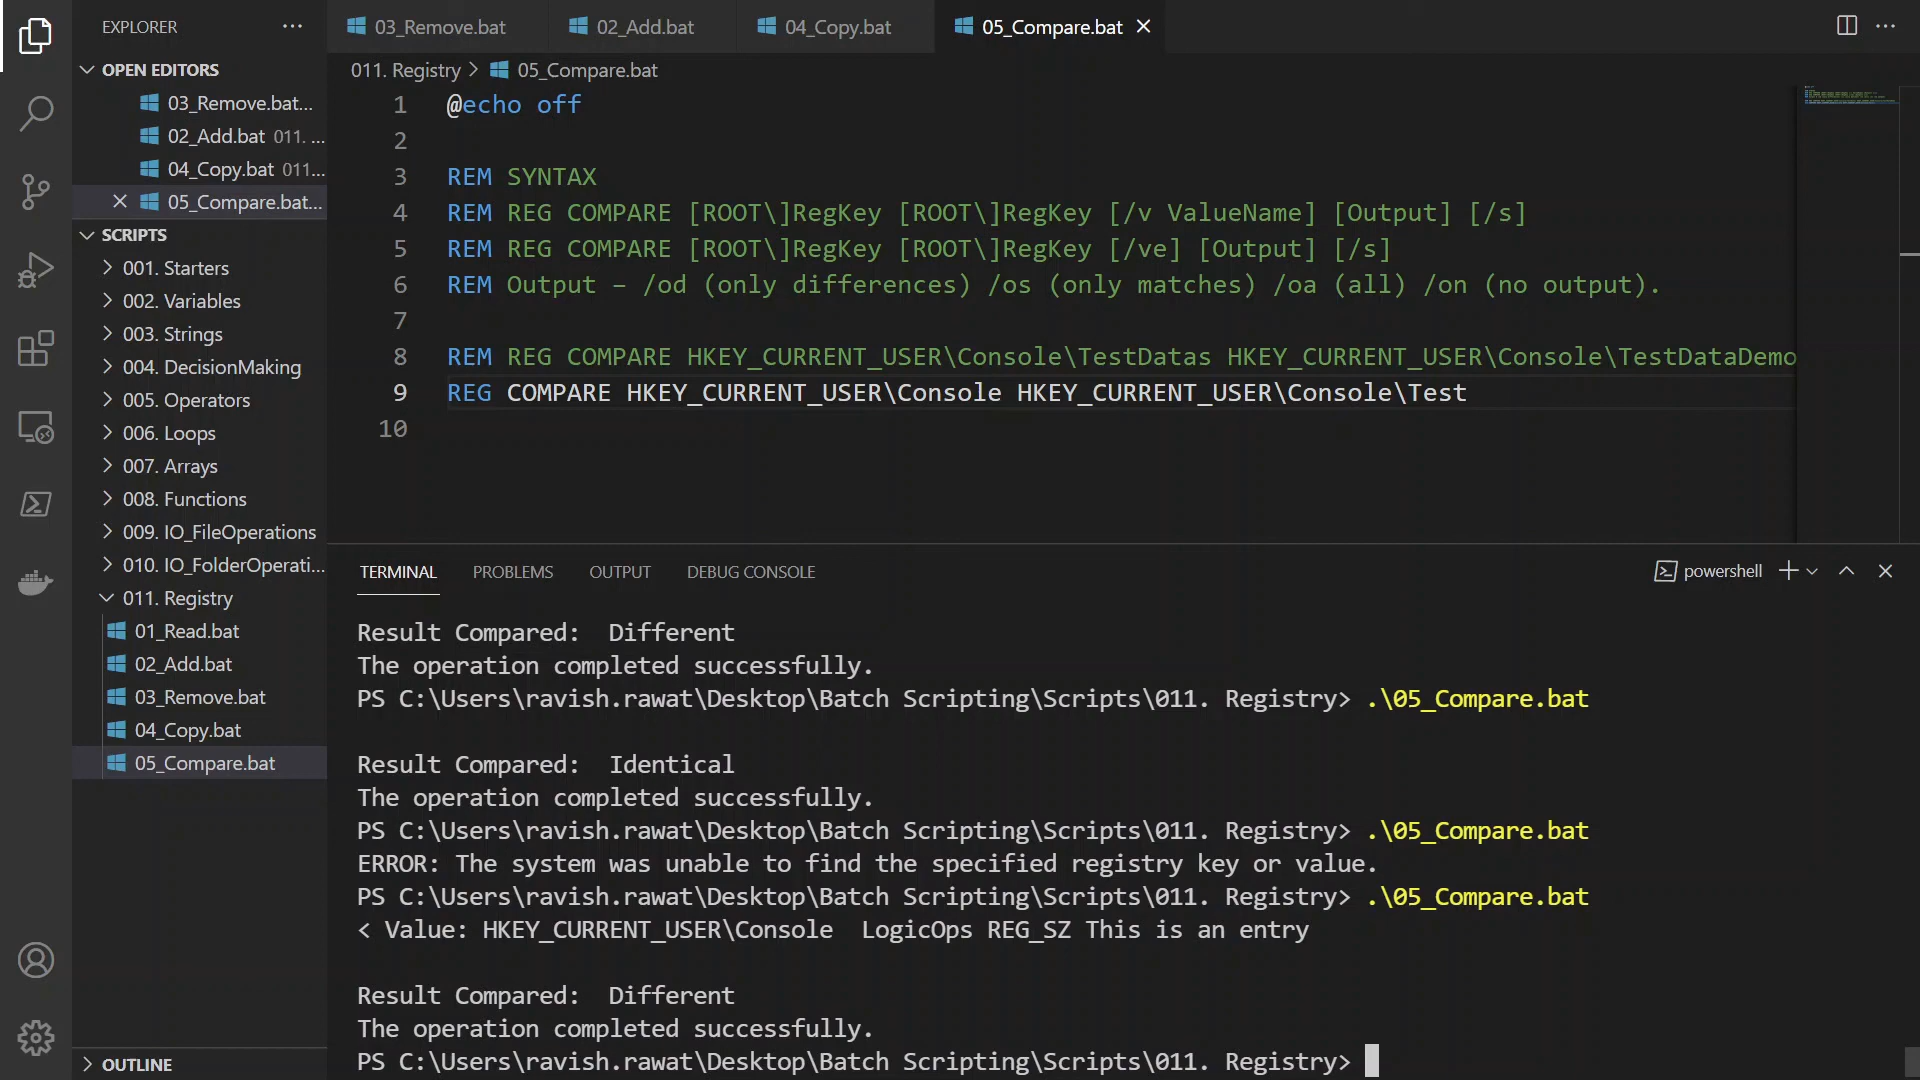 EXPLORER
OPEN EDITORS
03_Remove.bat...
02_Add.bat 011. ...
04_Copy.bat 011...
05_Compare.bat...
SCRIPTS
001. Starters
002. Variables
003. Strings
004. DecisionMaking
005. Operators
006. Loops
007. Arrays
008. Functions
009. IO_FileOperations
010. IO_FolderOperati...
011. Registry
01_Read.bat
02_Add.bat
03_Remove.bat
04_Copy.bat
05_Compare.bat
OUTLINE
03_Remove.bat
02_Add.bat
04_Copy.bat
05_Compare.bat
011. Registry > 05_Compare.bat
1 @echo off
2
3 REM SYNTAX
4 REM REG COMPARE [ROOT\]RegKey [ROOT\]RegKey [/v ValueName] [Output] [/s]
5 REM REG COMPARE [ROOT\]RegKey [ROOT\]RegKey [/ve] [Output] [/s]
6 REM Output – /od (only differences) /os (only matches) /oa (all) /on (no output).
7
8 REM REG COMPARE HKEY_CURRENT_USER\Console\TestDatas HKEY_CURRENT_USER\Console\TestDataDemo
9 REG COMPARE HKEY_CURRENT_USER\Console HKEY_CURRENT_USER\Console\Test
10
TERMINAL PROBLEMS OUTPUT DEBUG CONSOLE
powershell
Result Compared:  Different
The operation completed successfully.
PS C:\Users\ravish.rawat\Desktop\Batch Scripting\Scripts\011. Registry> .\05_Compare.bat
Result Compared:  Identical
The operation completed successfully.
PS C:\Users\ravish.rawat\Desktop\Batch Scripting\Scripts\011. Registry> .\05_Compare.bat
ERROR: The system was unable to find the specified registry key or value.
PS C:\Users\ravish.rawat\Desktop\Batch Scripting\Scripts\011. Registry> .\05_Compare.bat
< Value: HKEY_CURRENT_USER\Console  LogicOps REG_SZ This is an entry
Result Compared:  Different
The operation completed successfully.
PS C:\Users\ravish.rawat\Desktop\Batch Scripting\Scripts\011. Registry>